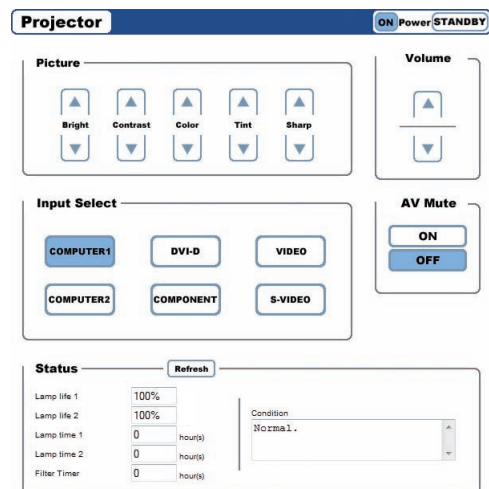 Projector
ON Power STANDBY
Picture
Volume
Bright Contrast Color Tint Sharp
Input Select
AV Mute
COMPUTER1 DVI-D VIDEO
ON
OFF
COMPUTER2 COMPONENT S-VIDEO
Status Refresh
Lamp life 1 100%
Lamp life 2 100%
Lamp time 1 0 hour(s)
Lamp time 2 0 hour(s)
Filter Timer 0 hour(s)
Condition
Normal.